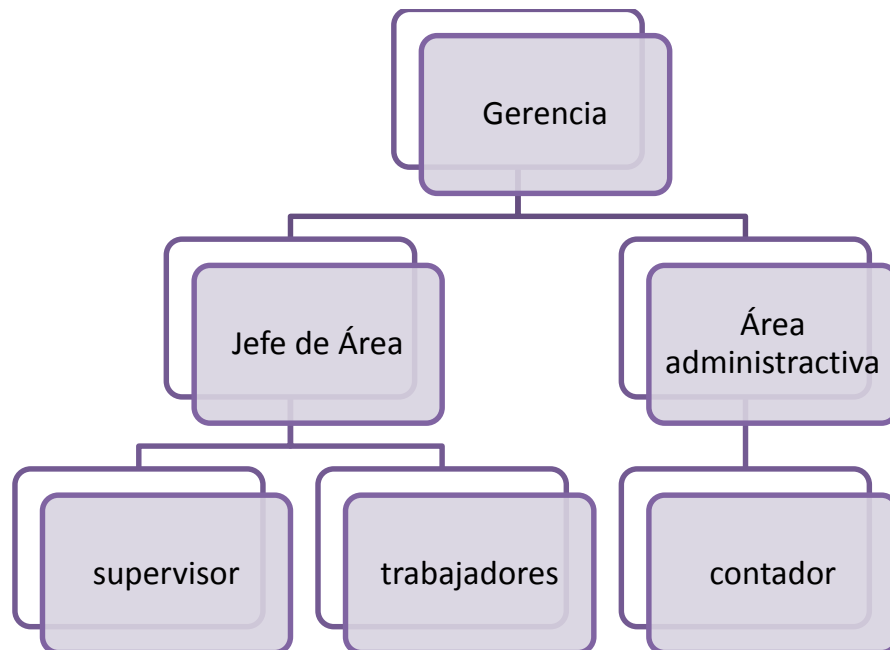 Gerencia
Jefe de Área
Área
administractiva
supervisor
trabajadores
contador